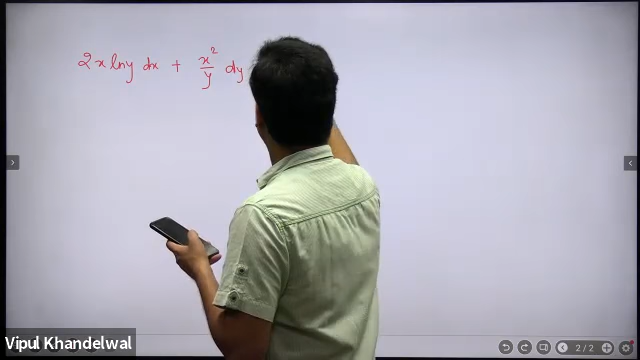 2x lny dx + x²/y dy
Vipul Khandelwal
2/2